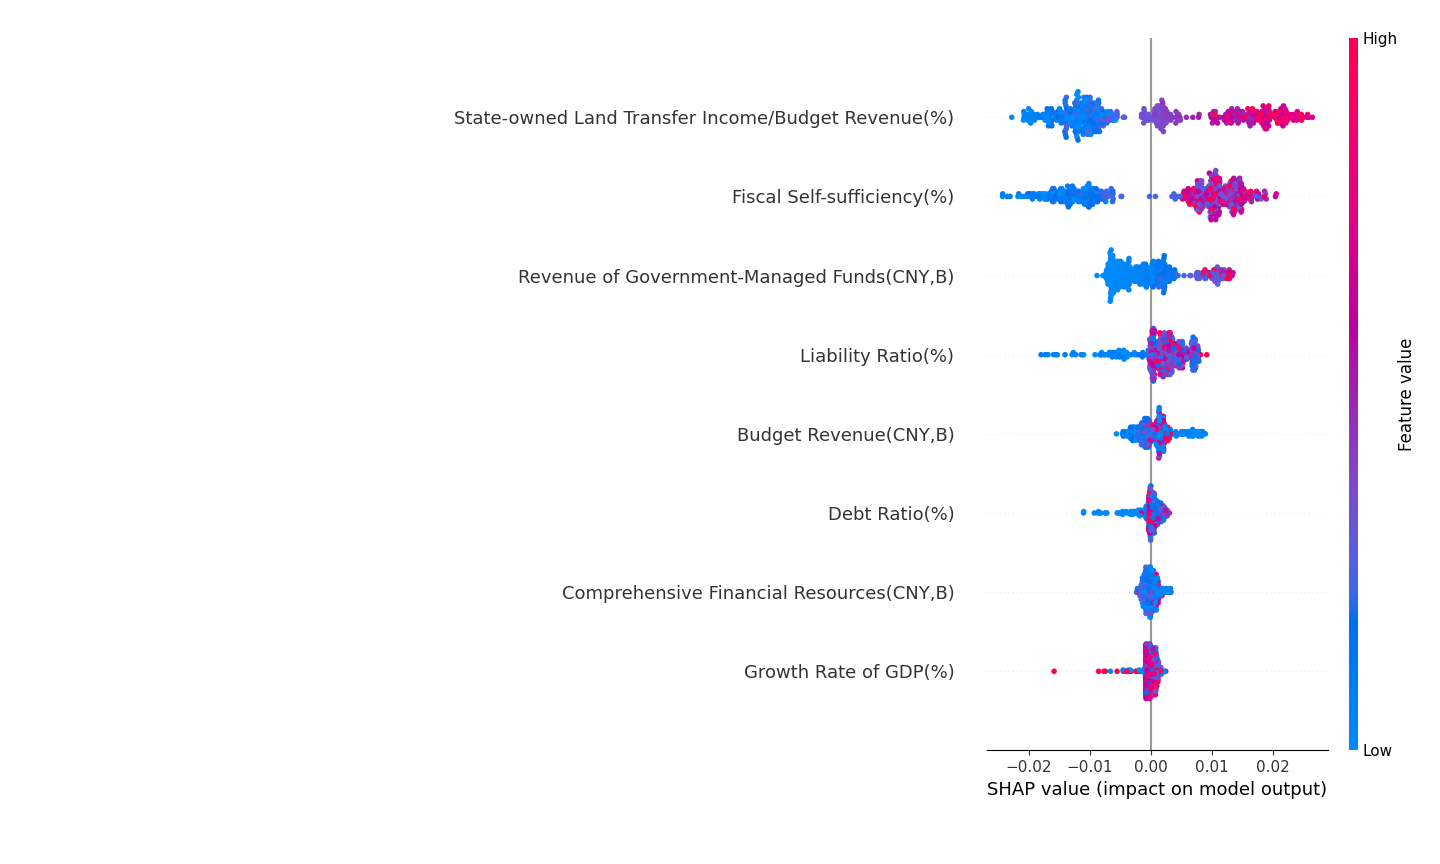 High
State-owned Land Transfer Income/Budget Revenue(%)
Fiscal Self-sufficiency(%)
Revenue of Government-Managed Funds(CNY,B)
Liability Ratio(%)
Budget Revenue(CNY,B)
Debt Ratio(%)
Comprehensive Financial Resources(CNY,B)
Growth Rate of GDP(%)
Feature value
Low
−0.02 −0.01 0.00 0.01 0.02
SHAP value (impact on model output)